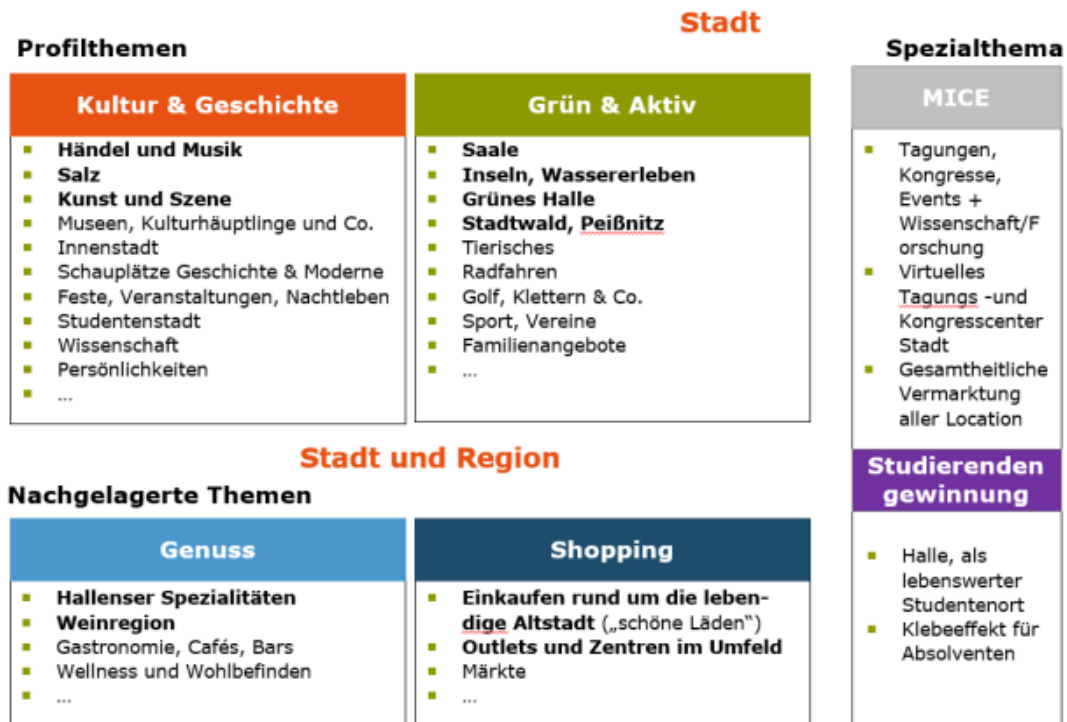 Stadt
Profilthemen
Kultur & Geschichte
Händel und Musik
Salz
Kunst und Szene
Museen, Kulturhäuptlinge und Co.
Innenstadt
Schauplätze Geschichte & Moderne
Feste, Veranstaltungen, Nachtleben
Studentenstadt
Wissenschaft
Persönlichkeiten
...
Grün & Aktiv
Saale
Inseln, Wassererleben
Grünes Halle
Stadtwald, Peißnitz
Tierisches
Radfahren
Golf, Klettern & Co.
Sport, Vereine
Familienangebote
...
Spezialthema
MICE
Tagungen,
Kongresse,
Events +
Wissenschaft/F
orschung
Virtuelles
Tagungs -und
Kongresscenter
Stadt
Gesamtheitliche
Vermarktung
aller Location
Studierenden
gewinnung
Halle, als
lebenswerter
Studentenort
Klebeeffekt für
Absolventen
Stadt und Region
Nachgelagerte Themen
Genuss
Hallenser Spezialitäten
Weinregion
Gastronomie, Cafés, Bars
Wellness und Wohlbefinden
...
Shopping
Einkaufen rund um die leben-
dige Altstadt („schöne Läden“)
Outlets und Zentren im Umfeld
Märkte
...